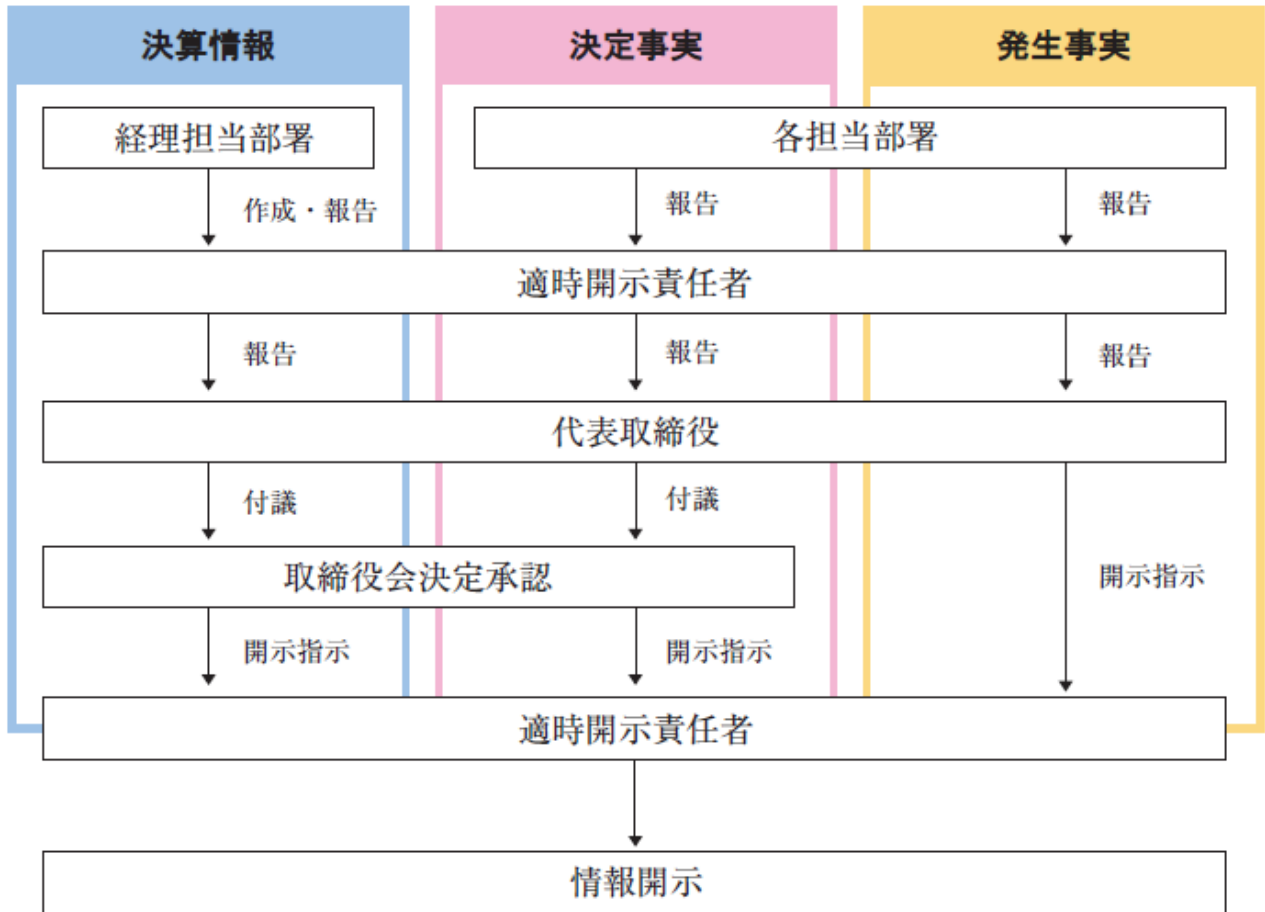 決算情報
決定事実
発生事実
経理担当部署
各担当部署
作成・報告
報告
報告
適時開示責任者
報告
報告
報告
代表取締役
付議
付議
取締役会決定承認
開示指示
開示指示
開示指示
適時開示責任者
情報開示